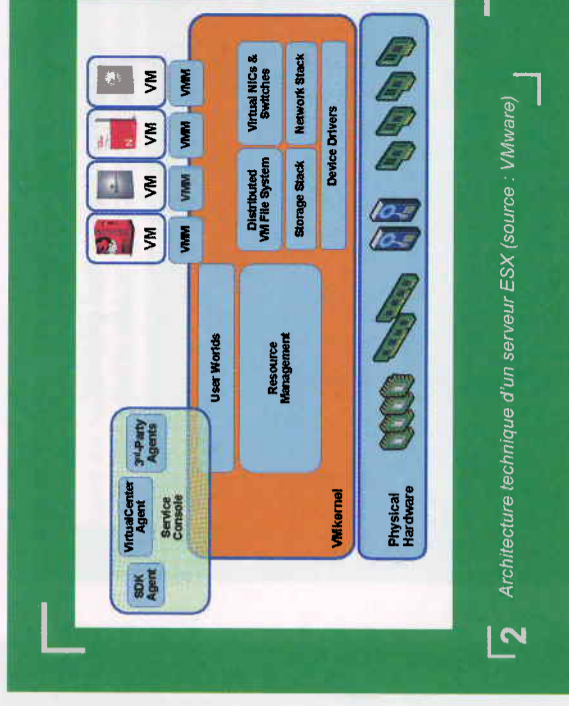 SDK
Agent
VirtualCenter
Agent
3rd-Party
Agents
Service
Console
VM
VM
VM
VM
VMM
VMM
VMM
VMM
User Worlds
Resource
Management
Distributed
VM File System
Virtual NICs &
Switches
Storage Stack
Network Stack
Device Drivers
VMkernel
Physical
Hardware
2 Architecture technique d'un serveur ESX (source : VMware)